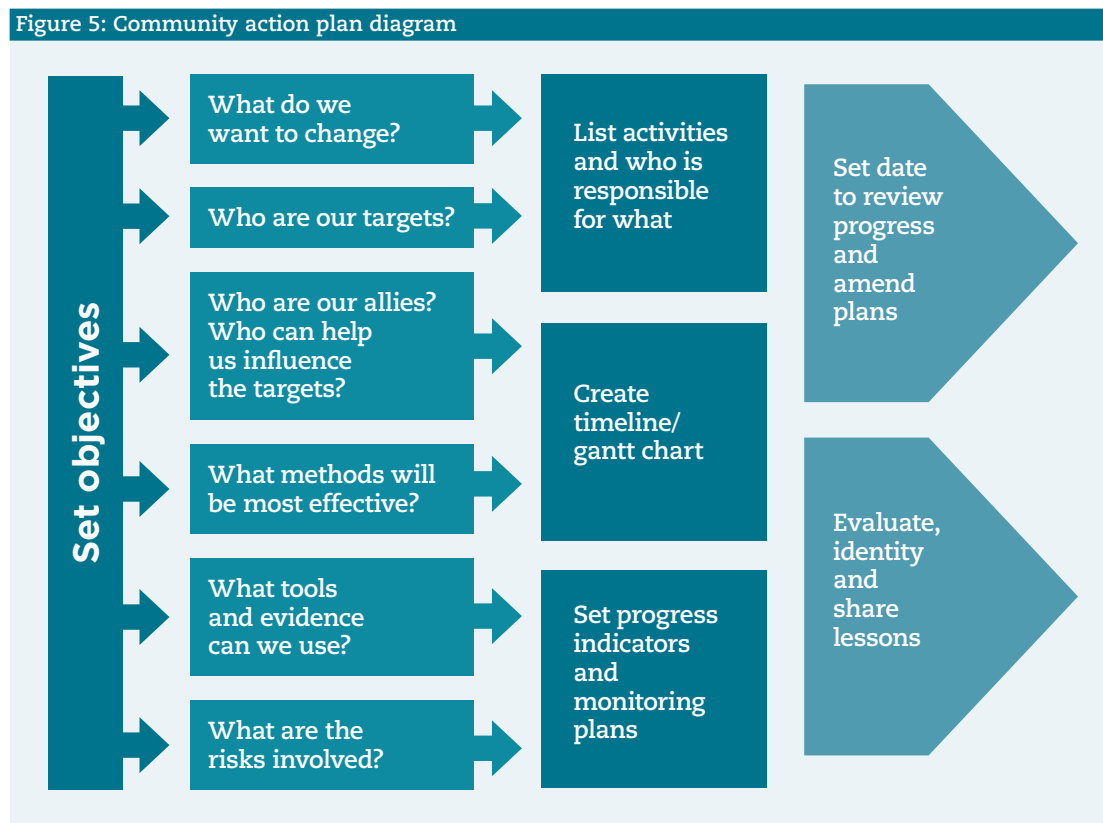 Figure 5: Community action plan diagram
Set objectives
What do we
want to change?
Who are our targets?
Who are our allies?
Who can help
us influence
the targets?
What methods will
be most effective?
What tools
and evidence
can we use?
What are the
risks involved?
List activities
and who is
responsible
for what
Create
timeline/
gantt chart
Set progress
indicators
and
monitoring
plans
Set date
to review
progress
and
amend
plans
Evaluate,
identity
and
share
lessons